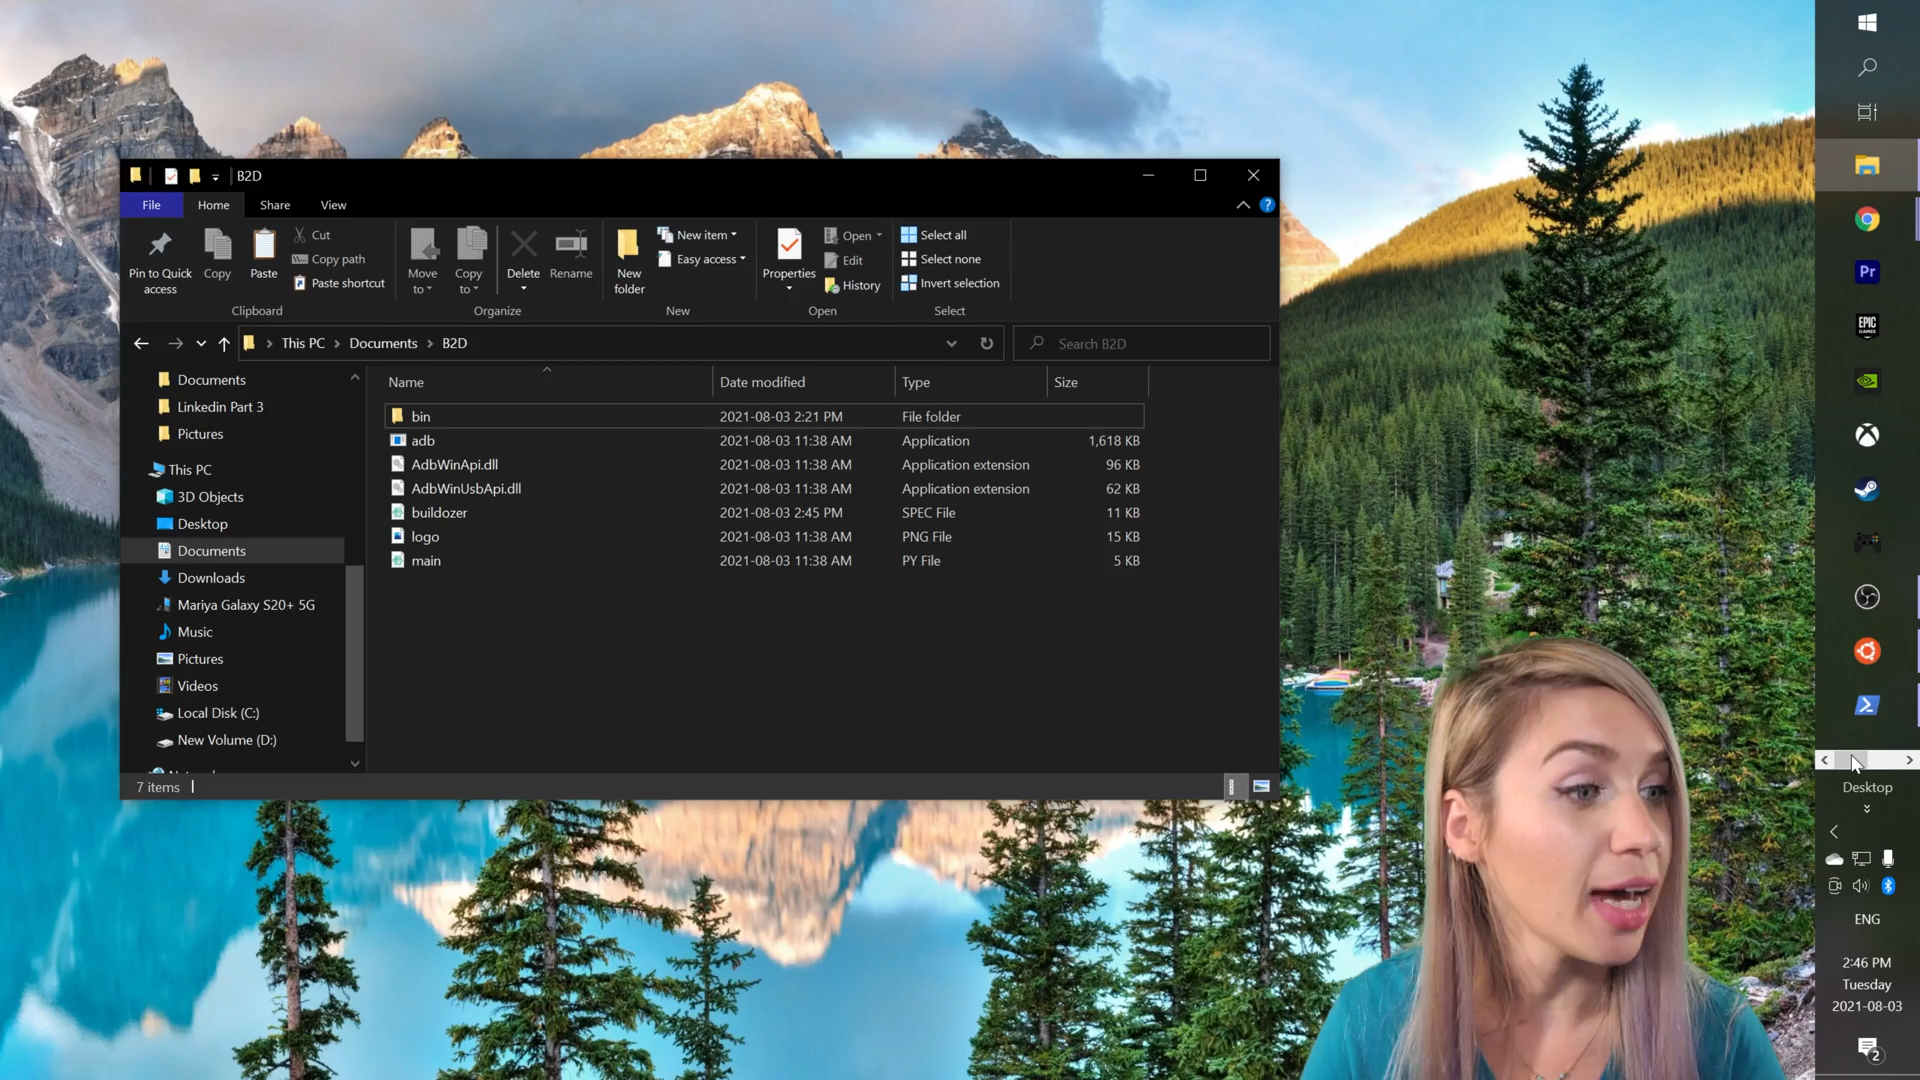 B2D
File Home Share View
Pin to Quick access
Copy
Paste
Cut
Copy path
Paste shortcut
Clipboard
Move to
Copy to
Delete
Rename
Organize
New folder
New item
Easy access
New
Properties
Open
Edit
History
Open
Select all
Select none
Invert selection
Select
This PC Documents B2D
Search B2D
Documents
Linkedin Part 3
Pictures
This PC
3D Objects
Desktop
Documents
Downloads
Mariya Galaxy S20+ 5G
Music
Pictures
Videos
Local Disk (C:)
New Volume (D:)
Name Date modified Type Size
bin 2021-08-03 2:21 PM File folder
adb 2021-08-03 11:38 AM Application 1,618 KB
AdbWinApi.dll 2021-08-03 11:38 AM Application extension 96 KB
AdbWinUsbApi.dll 2021-08-03 11:38 AM Application extension 62 KB
buildozer 2021-08-03 2:45 PM SPEC File 11 KB
logo 2021-08-03 11:38 AM PNG File 15 KB
main 2021-08-03 11:38 AM PY File 5 KB
7 items
Pr
EPIC
GAMES
Desktop
ENG
2:46 PM
Tuesday
2021-08-03
2